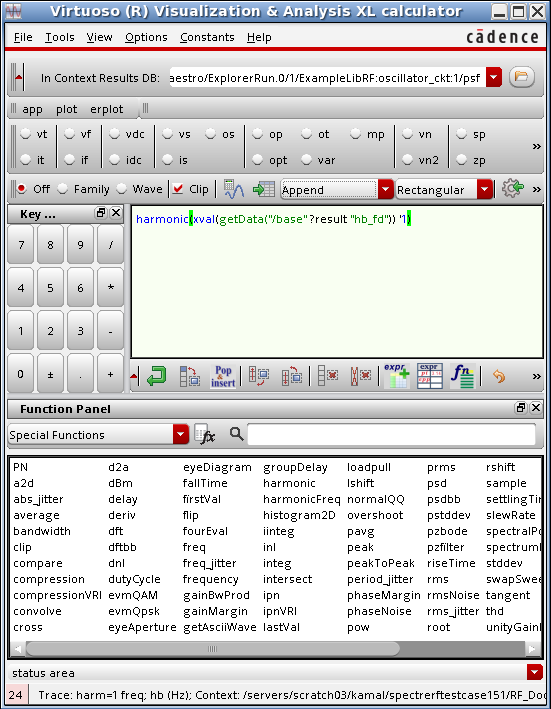 Virtuoso (R) Visualization & Analysis XL calculator
File Tools View Options Constants Help cādence
In Context Results DB: aestro/ExplorerRun.0/1/ExampleLibRF:oscillator_ckt:1/psf
app plot erplot
vt vf vdc vs os op ot mp vn sp
it if idc is opt var vn2 zp
»
Off Family Wave Clip Append Rectangular »
Key ...
7 8 9 /
4 5 6 *
1 2 3 -
0 ± . +
harmonic(xval(getData("/base" ?result "hb_fd")) '1)
Pop & insert
expr
expr
fn
»
Function Panel
Special Functions fx
PN d2a eyeDiagram groupDelay loadpull prms rshift
a2d dBm fallTime harmonic lshift psd sample
abs_jitter delay firstVal harmonicFreq normalQQ psdbb settlingTim
average deriv flip histogram2D overshoot pstddev slewRate
bandwidth dft fourEval iinteg pavg pzbode spectralPo
clip dftbb freq inl peak pzfilter spectrum
compare dnl freq_jitter integ peakToPeak riseTime stddev
compression dutyCycle frequency intersect period_jitter rms swapSwee
compressionVRI evmQAM gainBwProd ipn phaseMargin rmsNoise tangent
convolve evmQpsk gainMargin ipnVRI phaseNoise rms_jitter thd
cross eyeAperture getAsciiWave lastVal pow root unityGain
status area
24 Trace: harm=1 freq; hb (Hz); Context: /servers/scratch03/kamal/spectrerftestcase151/RF_Doc